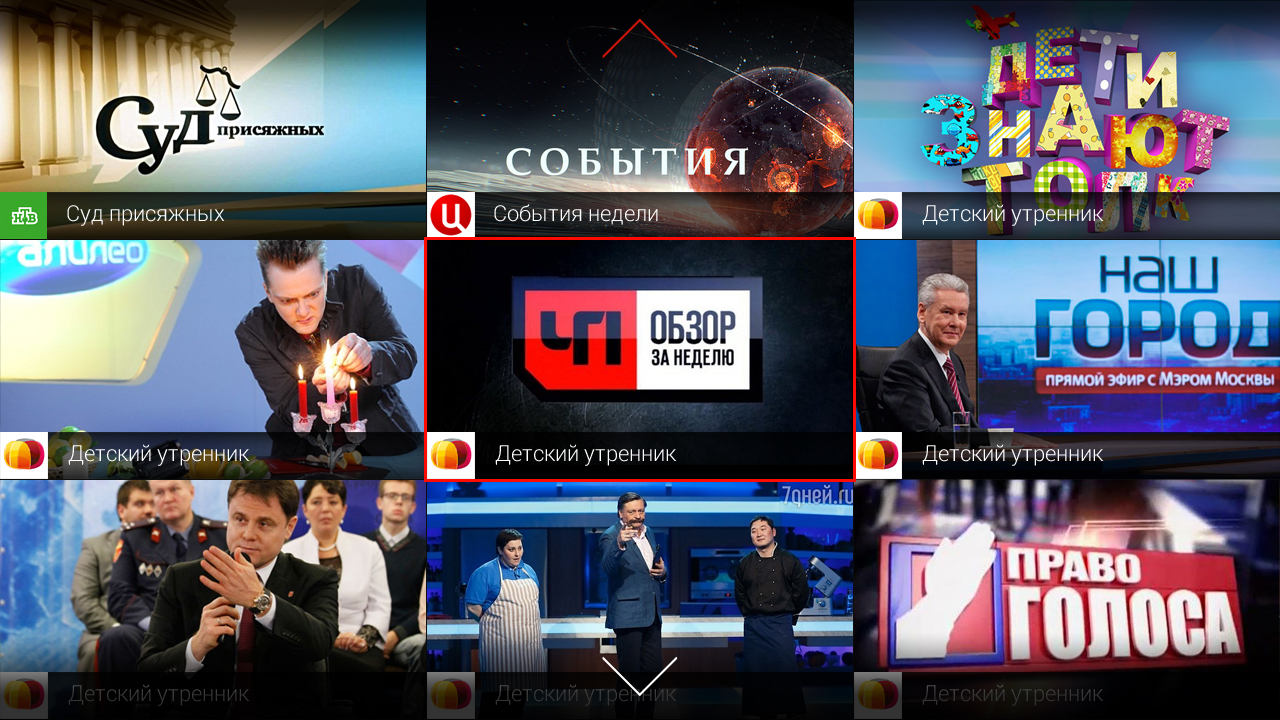 Суд
присяжных
нтв
Суд присяжных
СОБЫТИЯ
События недели
ДЕТИ
ЗНАЮТ
ТОЛК
Детский утренник
алилео
Детский утренник
ЧП
ОБЗОР
ЗА НЕДЕЛЮ
Детский утренник
наш
ГОРОД
ПРЯМОЙ ЭФИР С МЭРОМ МОСКВЫ
Детский утренник
Детский утренник
7дней.ru
Детский утренник
ПРАВО
ГОЛОСА
Детский утренник